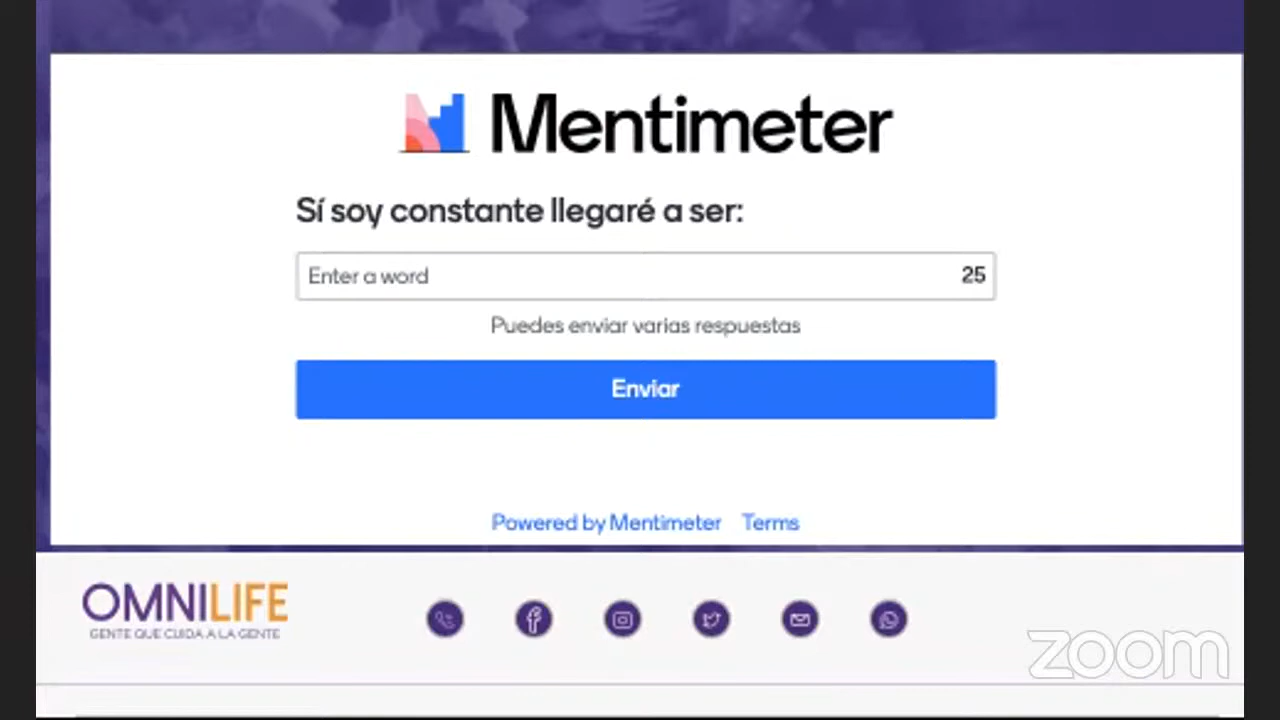 Mentimeter
Sí soy constante llegaré a ser:
Enter a word 25
Puedes enviar varias respuestas
Enviar
Powered by Mentimeter Terms
OMNILIFE
GENTE QUE CUIDA A LA GENTE
zoom